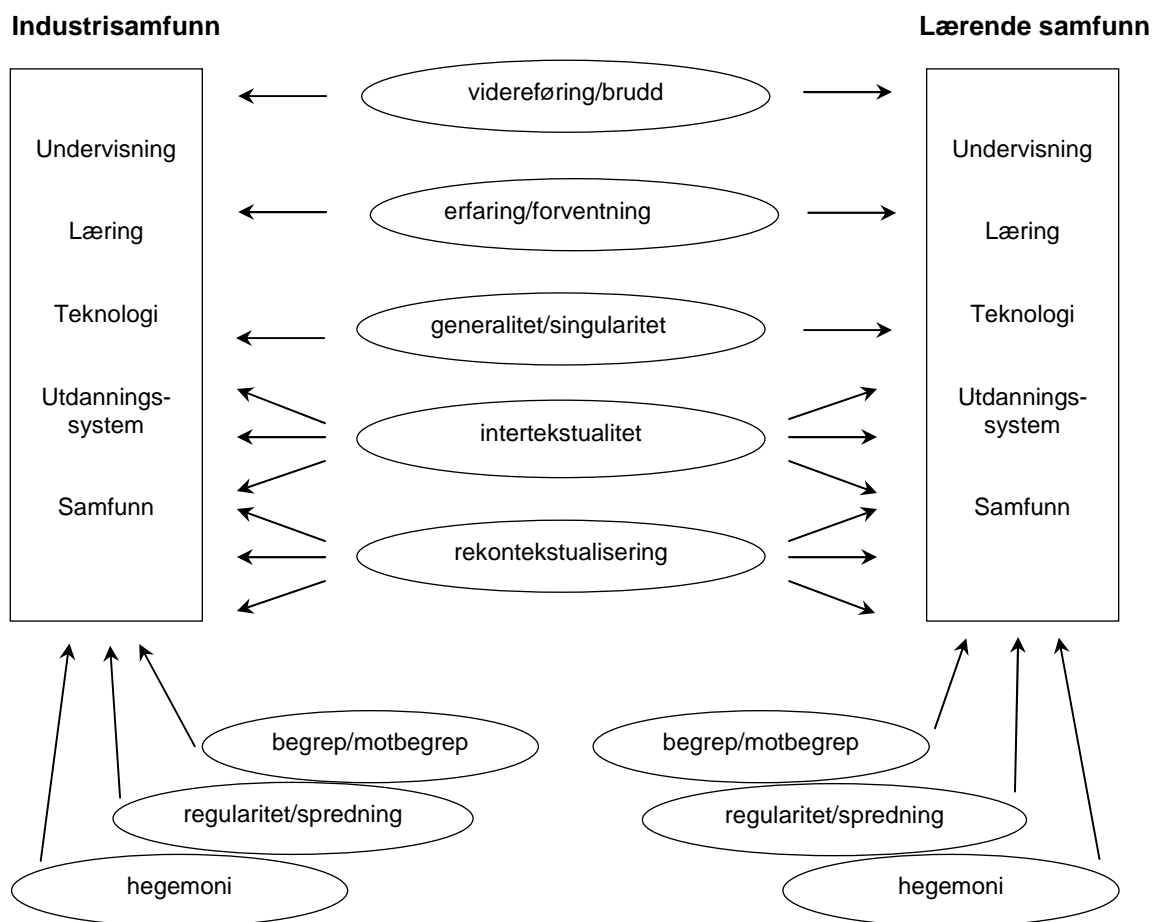 Industrisamfunn
Lærende samfunn
videreføring/brudd
Undervisning
Undervisning
erfaring/forventning
Læring
Læring
Teknologi
generalitet/singularitet
Teknologi
Utdannings-
system
intertekstualitet
Utdannings-
system
Samfunn
Samfunn
rekontekstualisering
begrep/motbegrep
begrep/motbegrep
regularitet/spredning
regularitet/spredning
hegemoni
hegemoni